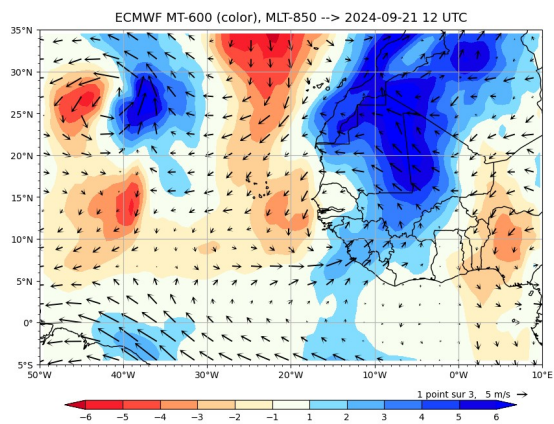 ECMWF MT-600 (color), MLT-850 --> 2024-09-21 12 UTC
35°N
30°N
25°N
20°N
15°N
10°N
5°N
0°
5°S
50°W 40°W 30°W 20°W 10°W 0°W 10°E
1 point sur 3, 5 m/s
−6 −5 −4 −3 −2 −1 1 2 3 4 5 6